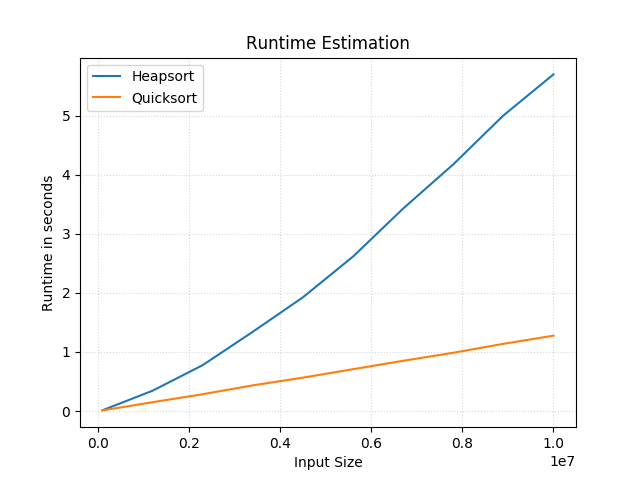 Runtime Estimation
Heapsort
Quicksort
Runtime in seconds
5
4
3
2
1
0
0.0 0.2 0.4 0.6 0.8 1.0
1e7
Input Size